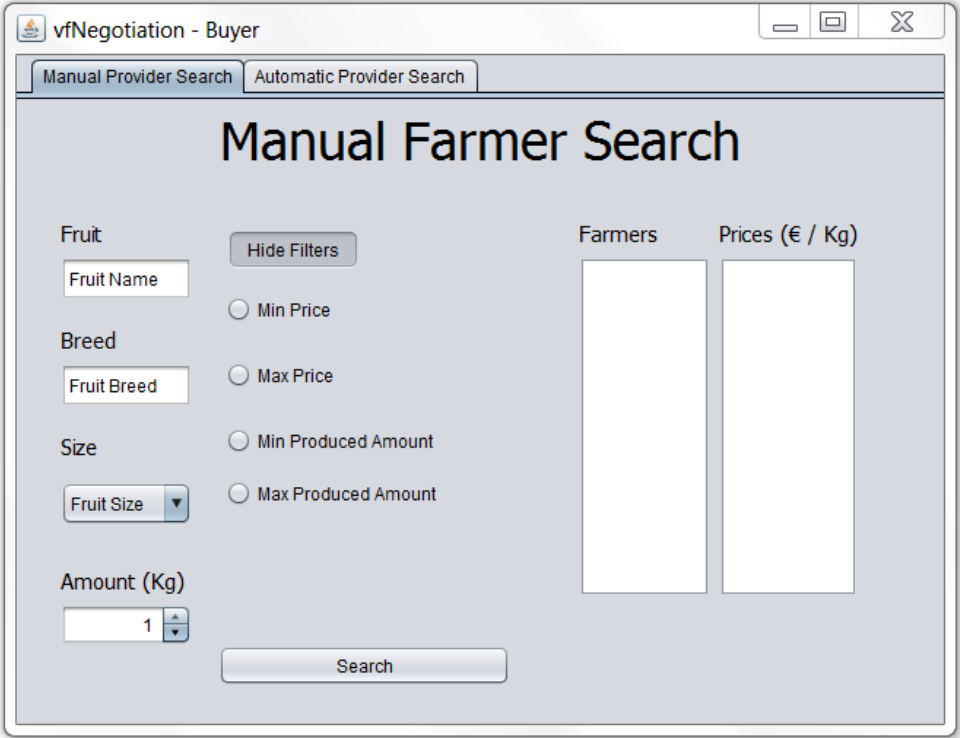 vfNegotiation - Buyer
Manual Provider Search
Automatic Provider Search
Manual Farmer Search
Fruit
Fruit Name
Breed
Fruit Breed
Size
Fruit Size
Amount (Kg)
1
Hide Filters
Min Price
Max Price
Min Produced Amount
Max Produced Amount
Search
Farmers
Prices (€ / Kg)